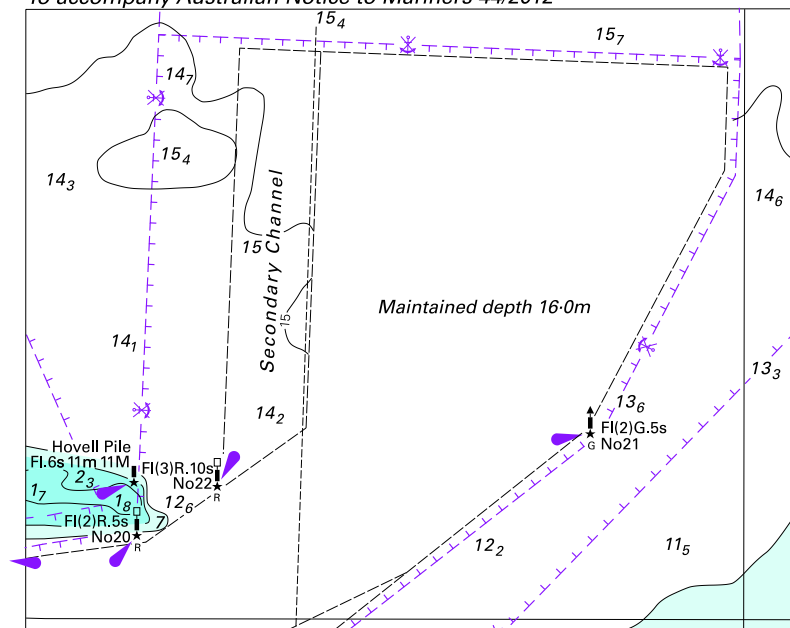 To accompany Australian Notice to Mariners 44/2012
15₄
15₇
14₇
15₄
14₃
14₆
15
Secondary Channel
15
Maintained depth 16·0m
14₁
13₃
13₆
14₂
Fl(2)G.5s
No21
G
Hovell Pile
Fl.6s 11m 11M
Fl(3)R.10s
No22
R
2₃
1₇
1₈
12₆
7
Fl(2)R.5s
No20
R
12₂
11₅